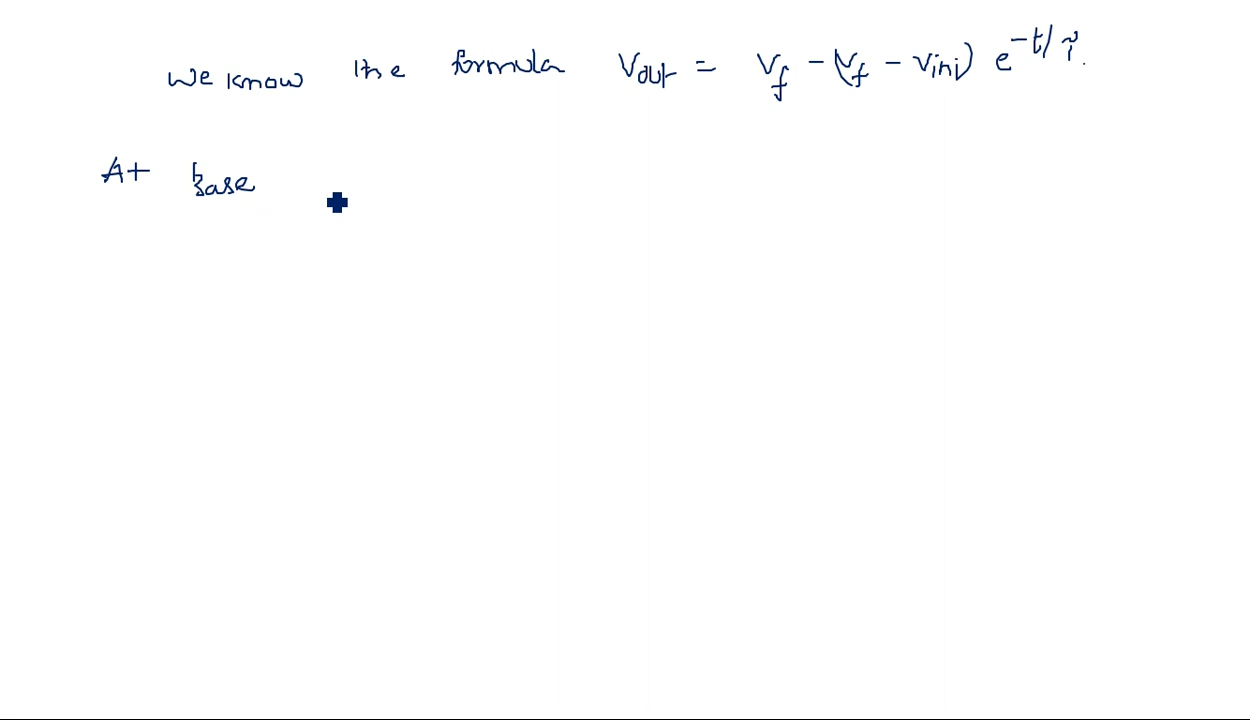 We know the formula Vout = Vf - (Vf - Vini) e^-t/τ.
At base